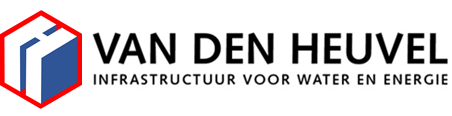 VAN DEN HEUVEL
INFRASTRUCTUUR VOOR WATER EN ENERGIE